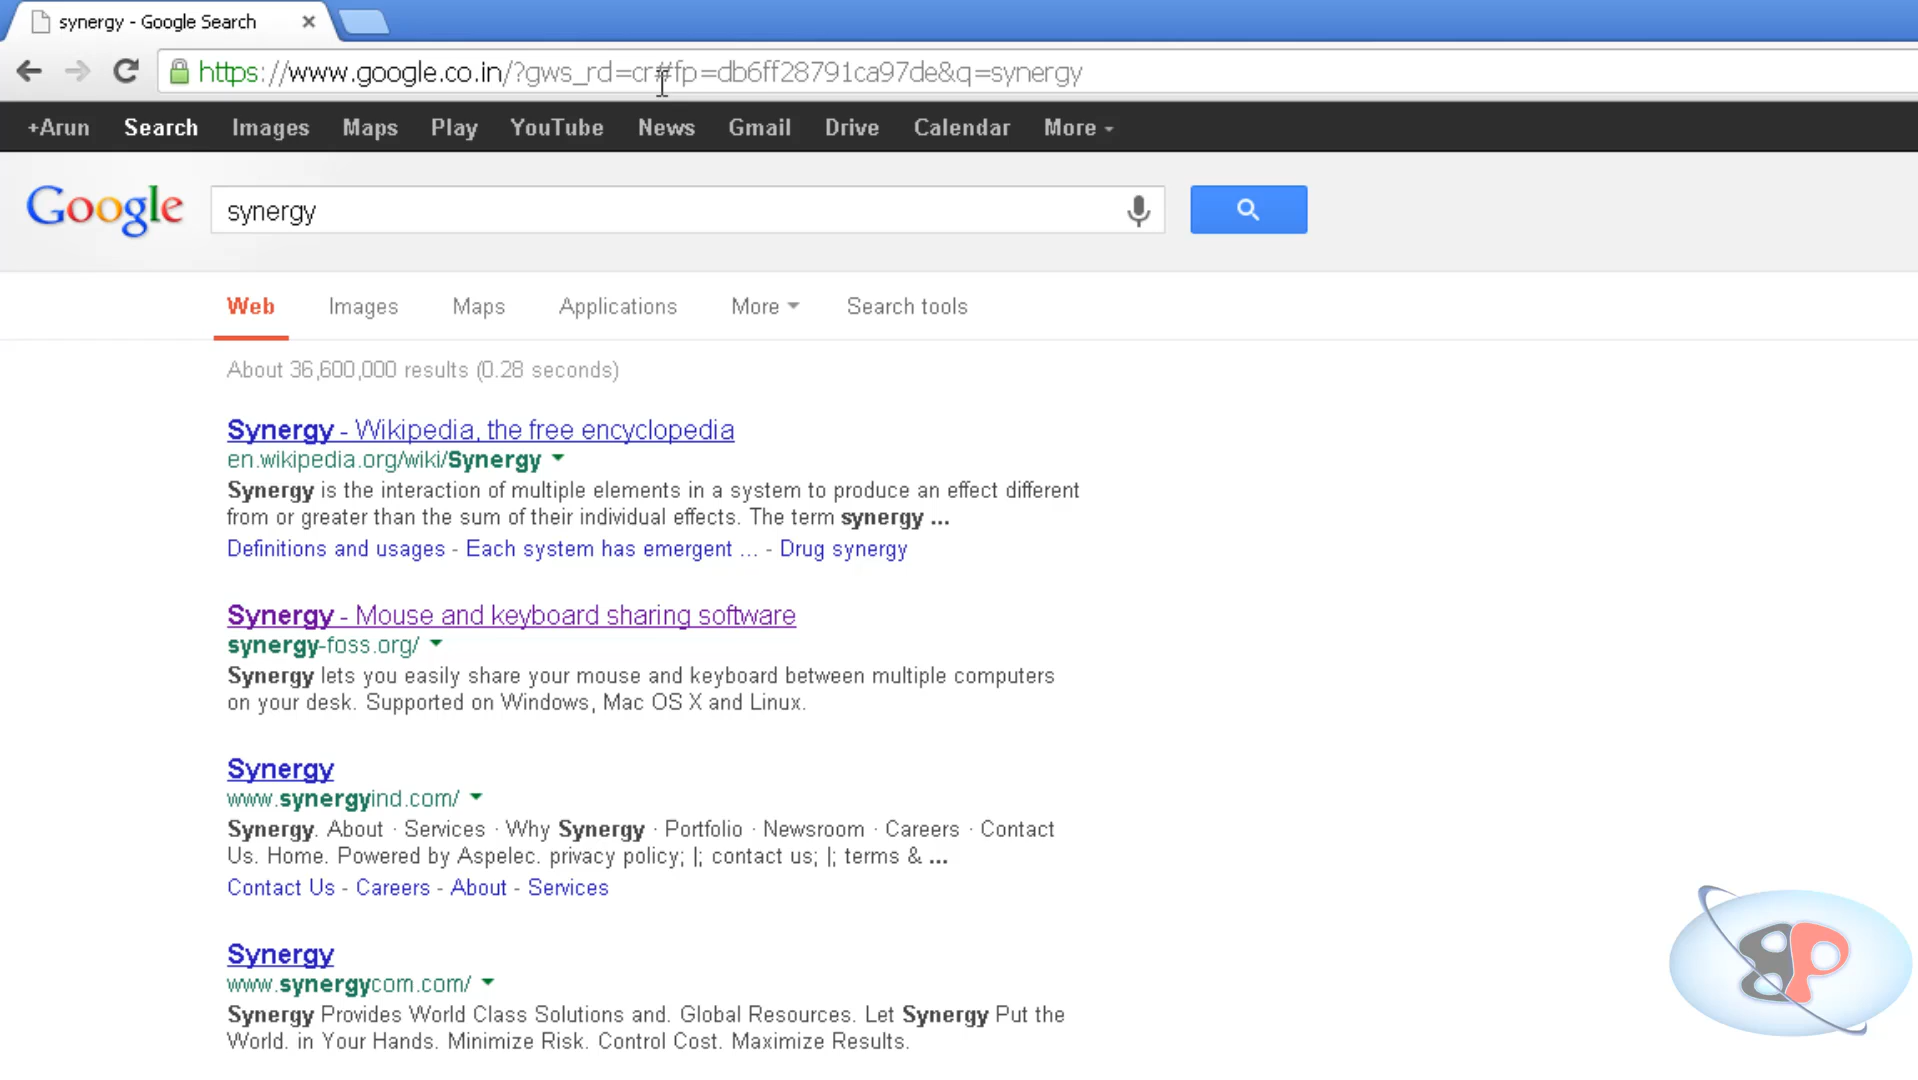 synergy - Google Search
https://www.google.co.in/?gws_rd=cr#fp=db6ff28791ca97de&q=synergy
+Arun Search Images Maps Play YouTube News Gmail Drive Calendar More
Google synergy
Web Images Maps Applications More Search tools
About 36,600,000 results (0.28 seconds)
Synergy - Wikipedia, the free encyclopedia
en.wikipedia.org/wiki/Synergy
Synergy is the interaction of multiple elements in a system to produce an effect different
from or greater than the sum of their individual effects. The term synergy ...
Definitions and usages - Each system has emergent ... - Drug synergy
Synergy - Mouse and keyboard sharing software
synergy-foss.org/
Synergy lets you easily share your mouse and keyboard between multiple computers
on your desk. Supported on Windows, Mac OS X and Linux.
Synergy
www.synergyind.com/
Synergy. About · Services · Why Synergy · Portfolio · Newsroom · Careers · Contact
Us. Home. Powered by Aspelec. privacy policy; |; contact us; |; terms & ...
Contact Us - Careers - About - Services
Synergy
www.synergycom.com/
Synergy Provides World Class Solutions and. Global Resources. Let Synergy Put the
World. in Your Hands. Minimize Risk. Control Cost. Maximize Results.